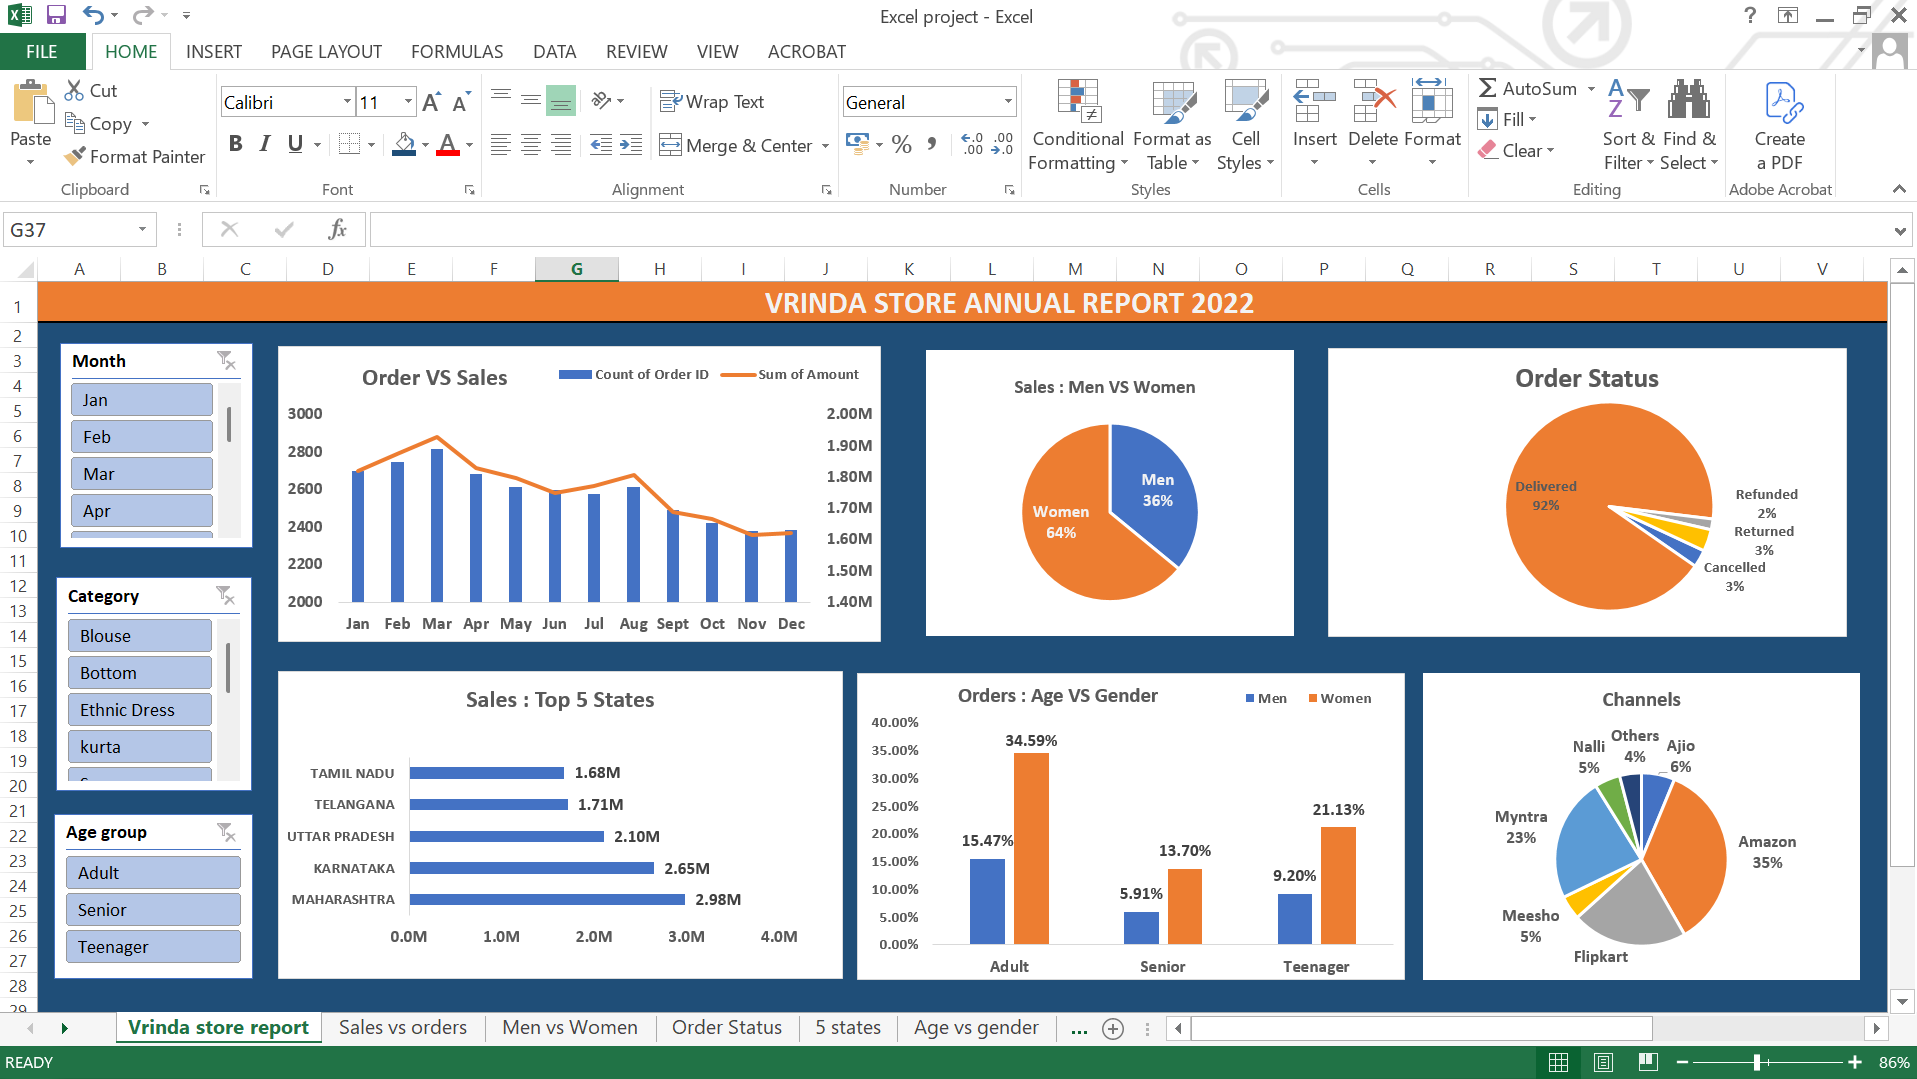 Excel project - Excel
?
FILE HOME INSERT PAGE LAYOUT FORMULAS DATA REVIEW VIEW ACROBAT
Paste
Cut
Copy
Format Painter
Clipboard
Calibri 11
B I U
Font
Wrap Text
Merge & Center
Alignment
General
%
Number
Conditional Formatting
Format as Table
Cell Styles
Styles
Insert Delete Format
Cells
AutoSum
Fill
Clear
Sort & Filter
Find & Select
Editing
Create a PDF
Adobe Acrobat
G37
fx
A B C D E F G H I J K L M N O P Q R S T U V
1
2
3
4
5
6
7
8
9
10
11
12
13
14
15
16
17
18
19
20
21
22
23
24
25
26
27
28
29
VRINDA STORE ANNUAL REPORT 2022
Month
Jan
Feb
Mar
Apr
Category
Blouse
Bottom
Ethnic Dress
kurta
Age group
Adult
Senior
Teenager
Order VS Sales
Count of Order ID Sum of Amount
3000
2800
2600
2400
2200
2000
2.00M
1.90M
1.80M
1.70M
1.60M
1.50M
1.40M
Jan Feb Mar Apr May Jun Jul Aug Sept Oct Nov Dec
Sales : Men VS Women
Men
36%
Women
64%
Order Status
Delivered
92%
Refunded
2%
Returned
3%
Cancelled
3%
Sales : Top 5 States
TAMIL NADU 1.68M
TELANGANA 1.71M
UTTAR PRADESH 2.10M
KARNATAKA 2.65M
MAHARASHTRA 2.98M
0.0M 1.0M 2.0M 3.0M 4.0M
Orders : Age VS Gender
Men Women
40.00%
35.00%
30.00%
25.00%
20.00%
15.00%
10.00%
5.00%
0.00%
15.47% 34.59%
5.91% 13.70%
9.20% 21.13%
Adult Senior Teenager
Channels
Others
4%
Ajio
6%
Nalli
5%
Myntra
23%
Amazon
35%
Meesho
5%
Flipkart
Vrinda store report Sales vs orders Men vs Women Order Status 5 states Age vs gender ...
READY
86%